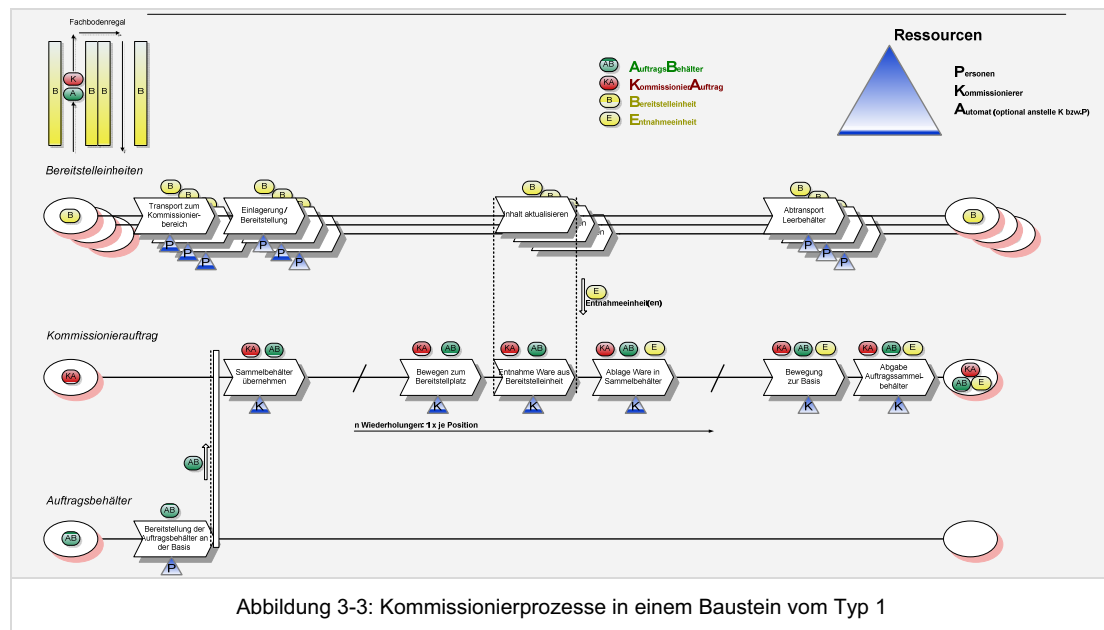 Fachbodenregal
B
K
A
B
B
B
AB AuftragsBehälter
KA KommissionierAuftrag
B Bereitstelleinheit
E Entnahmeeinheit
Ressourcen
Personen
Kommissionierer
Automat (optional anstelle K bzw.P)
Bereitstelleinheiten
B
B
B
B
B
B
B
B
B
B
Transport zum
Kommissionier-
bereich
Einlagerung/
Bereitstellung
Inhalt aktualisieren
Abtransport
Leerbehälter
B
P
P
P
P
P
P
P
P
P
E
Entnahmeeinheit(en)
Kommissionierauftrag
KA AB
KA AB
KA AB
KA AB E
KA AB E
KA AB E
KA
Sammelbehälter
übernehmen
Bewegen zum
Bereitstellplatz
Entnahme Ware aus
Bereitstelleinheit
Ablage Ware in
Sammelbehälter
Bewegung
zur Basis
Abgabe
Auftragssammel-
behälter
KA
AB E
K
K
K
K
K
K
n Wiederholungen: 1 x je Position
AB
Auftragsbehälter
AB
AB
Bereitstellung der
Auftragsbehälter an
der Basis
P
Abbildung 3-3: Kommissionierprozesse in einem Baustein vom Typ 1